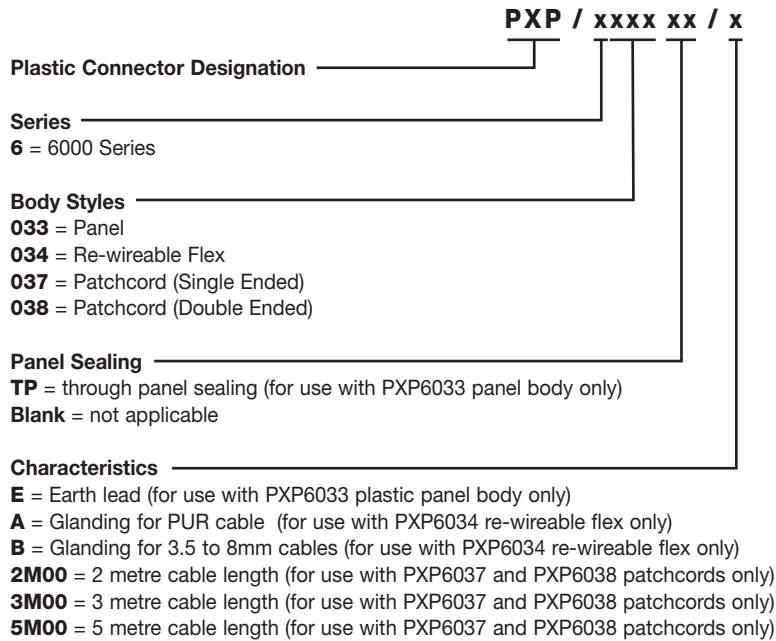 PXP / xxxx xx / x
Plastic Connector Designation
Series
6 = 6000 Series
Body Styles
033 = Panel
034 = Re-wireable Flex
037 = Patchcord (Single Ended)
038 = Patchcord (Double Ended)
Panel Sealing
TP = through panel sealing (for use with PXP6033 panel body only)
Blank = not applicable
Characteristics
E = Earth lead (for use with PXP6033 plastic panel body only)
A = Glanding for PUR cable (for use with PXP6034 re-wireable flex only)
B = Glanding for 3.5 to 8mm cables (for use with PXP6034 re-wireable flex only)
2M00 = 2 metre cable length (for use with PXP6037 and PXP6038 patchcords only)
3M00 = 3 metre cable length (for use with PXP6037 and PXP6038 patchcords only)
5M00 = 5 metre cable length (for use with PXP6037 and PXP6038 patchcords only)